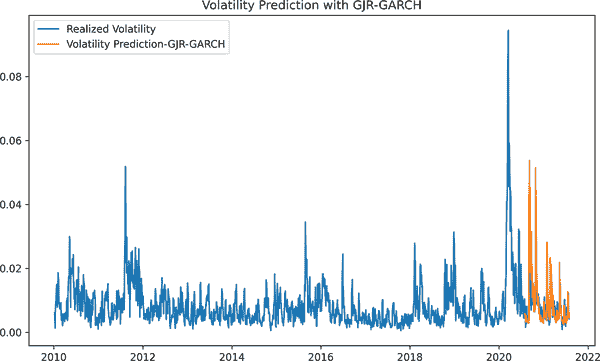 Volatility Prediction with GJR-GARCH
Realized Volatility
Volatility Prediction-GJR-GARCH
0.08
0.06
0.04
0.02
0.00
2010 2012 2014 2016 2018 2020 2022